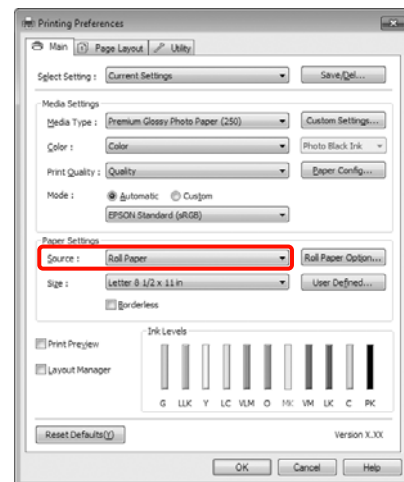 Printing Preferences
Main Page Layout Utility
Select Setting : Current Settings Save/Del...
Media Settings
Media Type : Premium Glossy Photo Paper (250) Custom Settings...
Color : Color Photo Black Ink
Print Quality : Quality Paper Config...
Mode : Automatic Custom
EPSON Standard (sRGB)
Paper Settings
Source : Roll Paper Roll Paper Option...
Size : Letter 8 1/2 x 11 in User Defined...
Borderless
Ink Levels
Print Preview
Layout Manager
G LLK Y LC VLM O MK VM LK C PK
Reset Defaults(Y) Version X.XX
OK Cancel Help